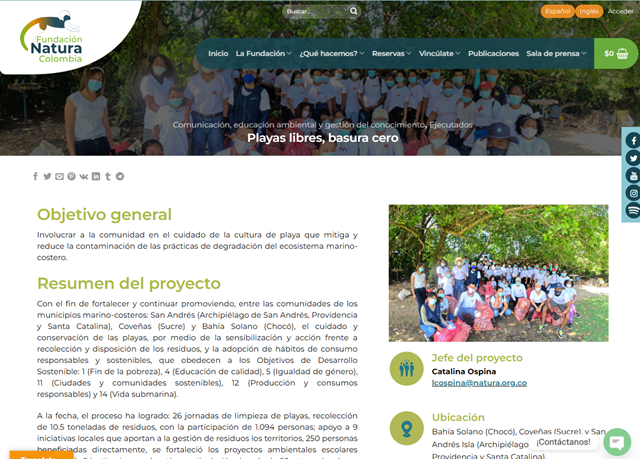 Fundación
Natura
Colombia
Buscar...
Español
Inglés
Acceder
Inicio
La Fundación
¿Qué hacemos?
Reservas
Vincúlate
Publicaciones
Sala de prensa
$0
Comunicación, educación ambiental y gestión del conocimiento, Ejecutados
Playas libres, basura cero
Objetivo general
Involucrar a la comunidad en el cuidado de la cultura de playa que mitiga y
reduce la contaminación de las prácticas de degradación del ecosistema marino-
costero.
Resumen del proyecto
Con el fin de fortalecer y continuar promoviendo, entre las comunidades de los
municipios marino-costeros: San Andrés (Archipiélago de San Andrés, Providencia
y Santa Catalina), Coveñas (Sucre) y Bahía Solano (Chocó), el cuidado y
conservación de las playas, por medio de la sensibilización y acción frente a
recolección y disposición de los residuos, y la adopción de hábitos de consumo
responsables y sostenibles, que obedecen a los Objetivos de Desarrollo
Sostenible: 1 (Fin de la pobreza), 4 (Educación de calidad), 5 (Igualdad de género),
11 (Ciudades y comunidades sostenibles), 12 (Producción y consumos
responsables) y 14 (Vida submarina).
A la fecha, el proceso ha logrado: 26 jornadas de limpieza de playas, recolección
de 10.5 toneladas de residuos, con la participación de 1.094 personas; apoyo a 9
iniciativas locales que aportan a la gestión de residuos los territorios, 250 personas
beneficiadas directamente, se fortaleció los proyectos ambientales escolares
Jefe del proyecto
Catalina Ospina
lcospina@natura.org.co
Ubicación
Bahía Solano (Chocó), Coveñas (Sucre), y San
Andrés Isla (Archipiélago
Providencia y Santa Catalina)
¿Contáctanos!